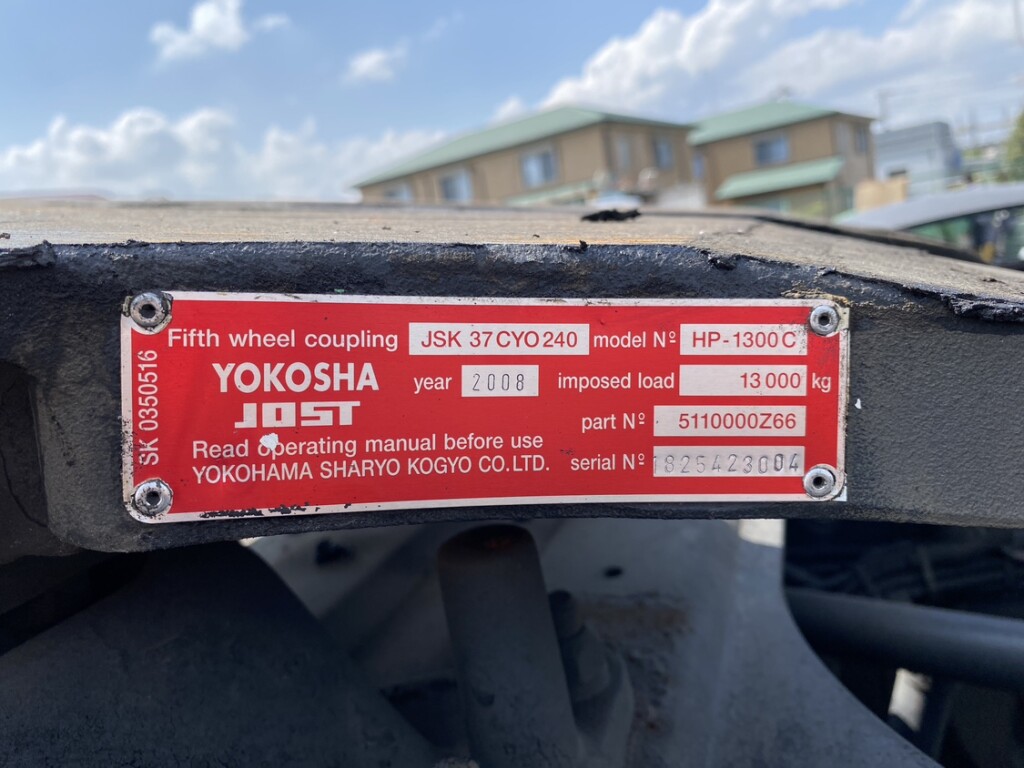 Fifth wheel coupling JSK 37 CYO 240 model Nº HP-1300 C
YOKOSHA year 2008 imposed load 13 000 kg
JOST part Nº 5110000Z66
Read operating manual before use
YOKOHAMA SHARYO KOGYO CO.LTD. serial Nº 1825423004
SK 0350516